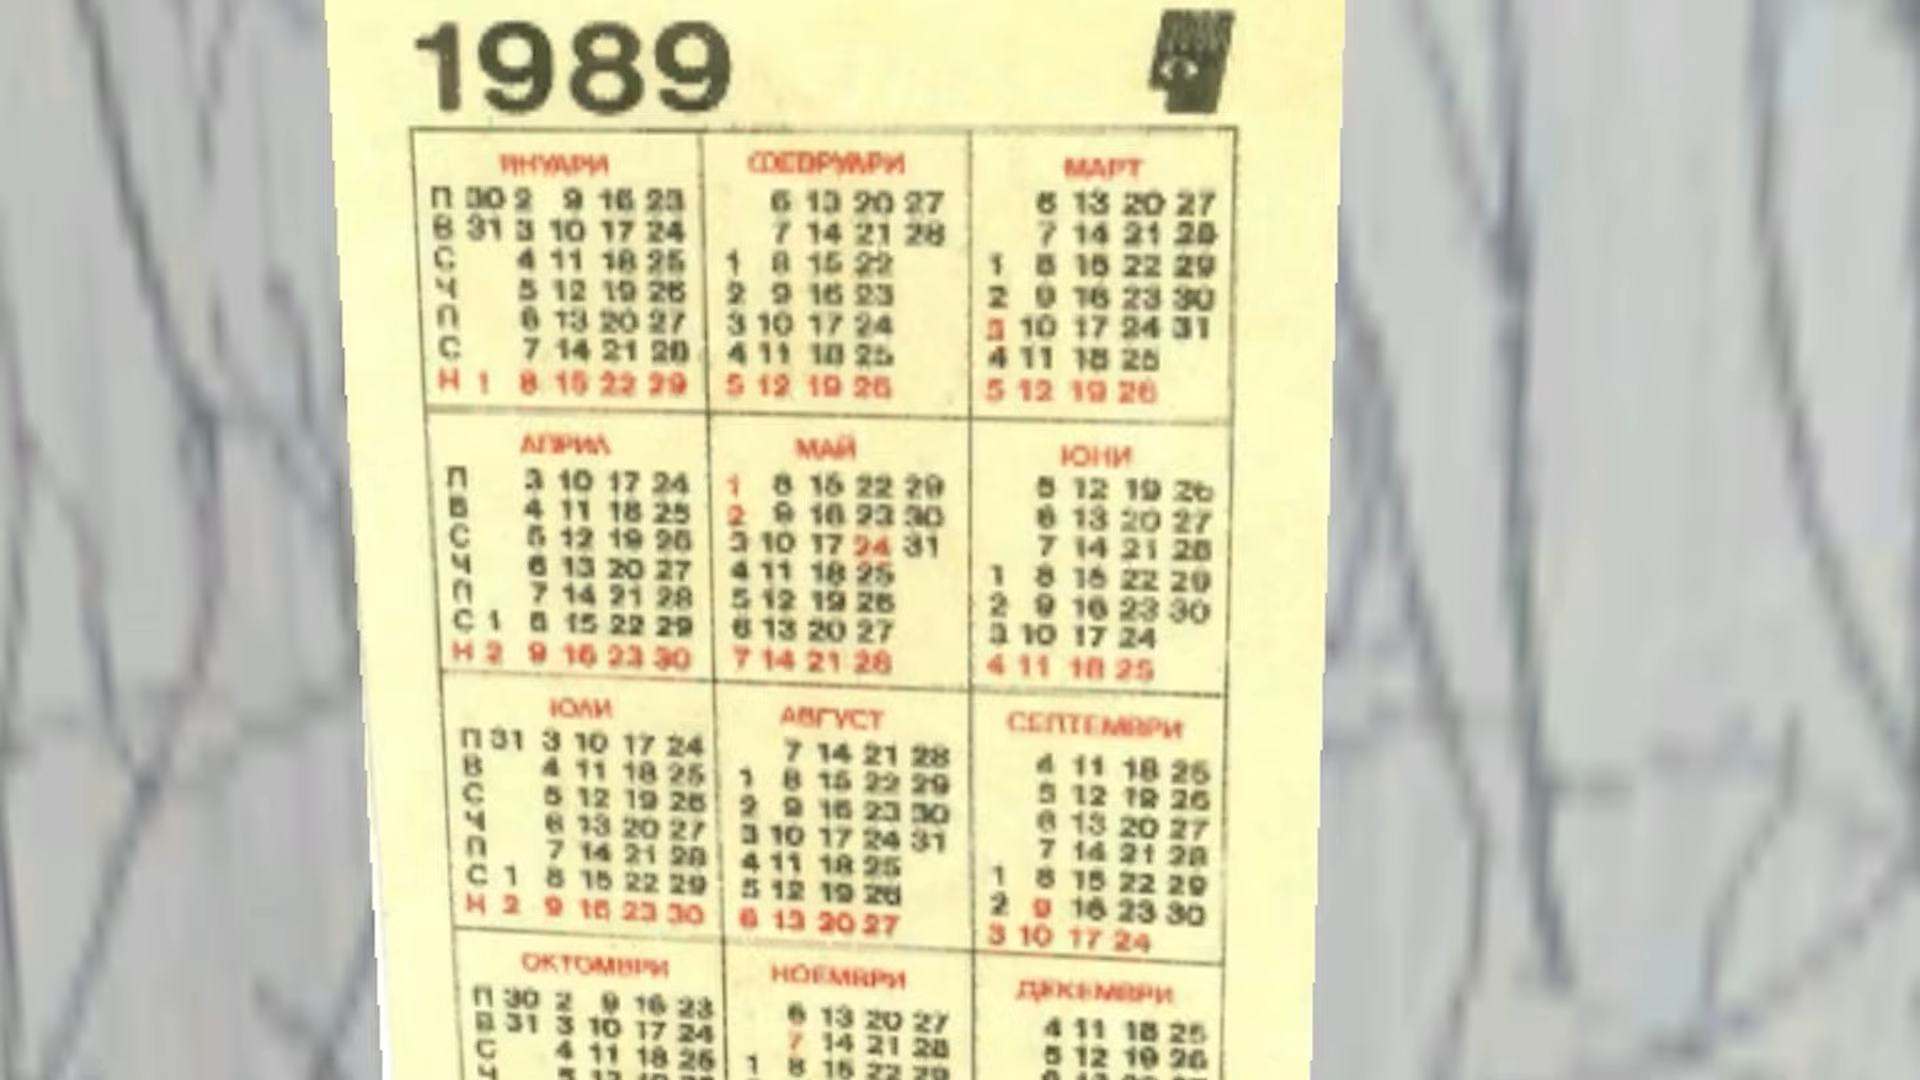 1989
ЯНУАРИ
П 30 2 9 16 23
В 31 3 10 17 24
С 4 11 18 25
Ч 5 12 19 26
П 6 13 20 27
С 7 14 21 28
Н 1 8 15 22 29
ФЕВРУАРИ
6 13 20 27
7 14 21 28
1 8 15 22
2 9 16 23
3 10 17 24
4 11 18 25
5 12 19 26
МАРТ
6 13 20 27
7 14 21 28
1 8 15 22 29
2 9 16 23 30
3 10 17 24 31
4 11 18 25
5 12 19 26
АПРИЛ
П 3 10 17 24
В 4 11 18 25
С 5 12 19 26
Ч 6 13 20 27
П 7 14 21 28
С 1 8 15 22 29
Н 2 9 16 23 30
МАЙ
1 8 15 22 29
2 9 16 23 30
3 10 17 24 31
4 11 18 25
5 12 19 26
6 13 20 27
7 14 21 28
ЮНИ
5 12 19 26
6 13 20 27
7 14 21 28
1 8 15 22 29
2 9 16 23 30
3 10 17 24
4 11 18 25
ЮЛИ
П 31 3 10 17 24
В 4 11 18 25
С 5 12 19 26
Ч 6 13 20 27
П 7 14 21 28
С 1 8 15 22 29
Н 2 9 16 23 30
АВГУСТ
7 14 21 28
1 8 15 22 29
2 9 16 23 30
3 10 17 24 31
4 11 18 25
5 12 19 26
6 13 20 27
СЕПТЕМВРИ
4 11 18 25
5 12 19 26
6 13 20 27
7 14 21 28
1 8 15 22 29
2 9 16 23 30
3 10 17 24
ОКТОМВРИ
П 30 2 9 16 23
В 31 3 10 17 24
С 4 11 18 25
НОЕМВРИ
6 13 20 27
7 14 21 28
1 8 15 22 29
ДЕКЕМВРИ
4 11 18 25
5 12 19 26